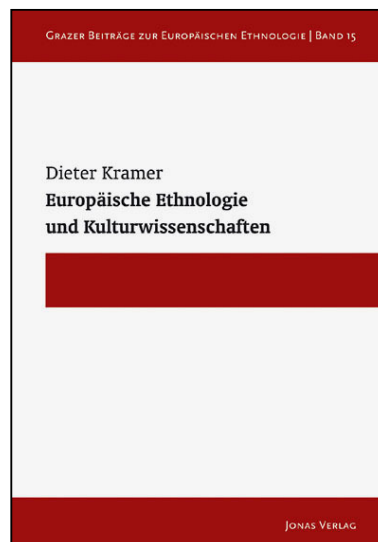 Grazer Beiträge zur Europäischen Ethnologie | Band 15
Dieter Kramer
Europäische Ethnologie
und Kulturwissenschaften
Jonas Verlag